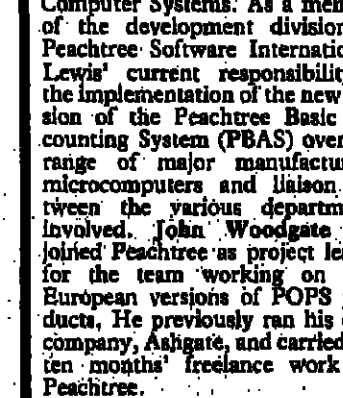 Computer Systems. As a mem
of the development division
Peachtree Software Internatio
Lewis' current responsibilit
the implementation of the new
sion of the Peachtree Basic
counting System (PBAS) over
range of major manufactur
microcomputers and liaison
tween the various departm
involved. John Woodgate
joined Peachtree as project lea
for the team working on
European versions of POPS
ducts. He previously ran his
company, Ashgate, and carried
ten months' freelance work
Peachtree.